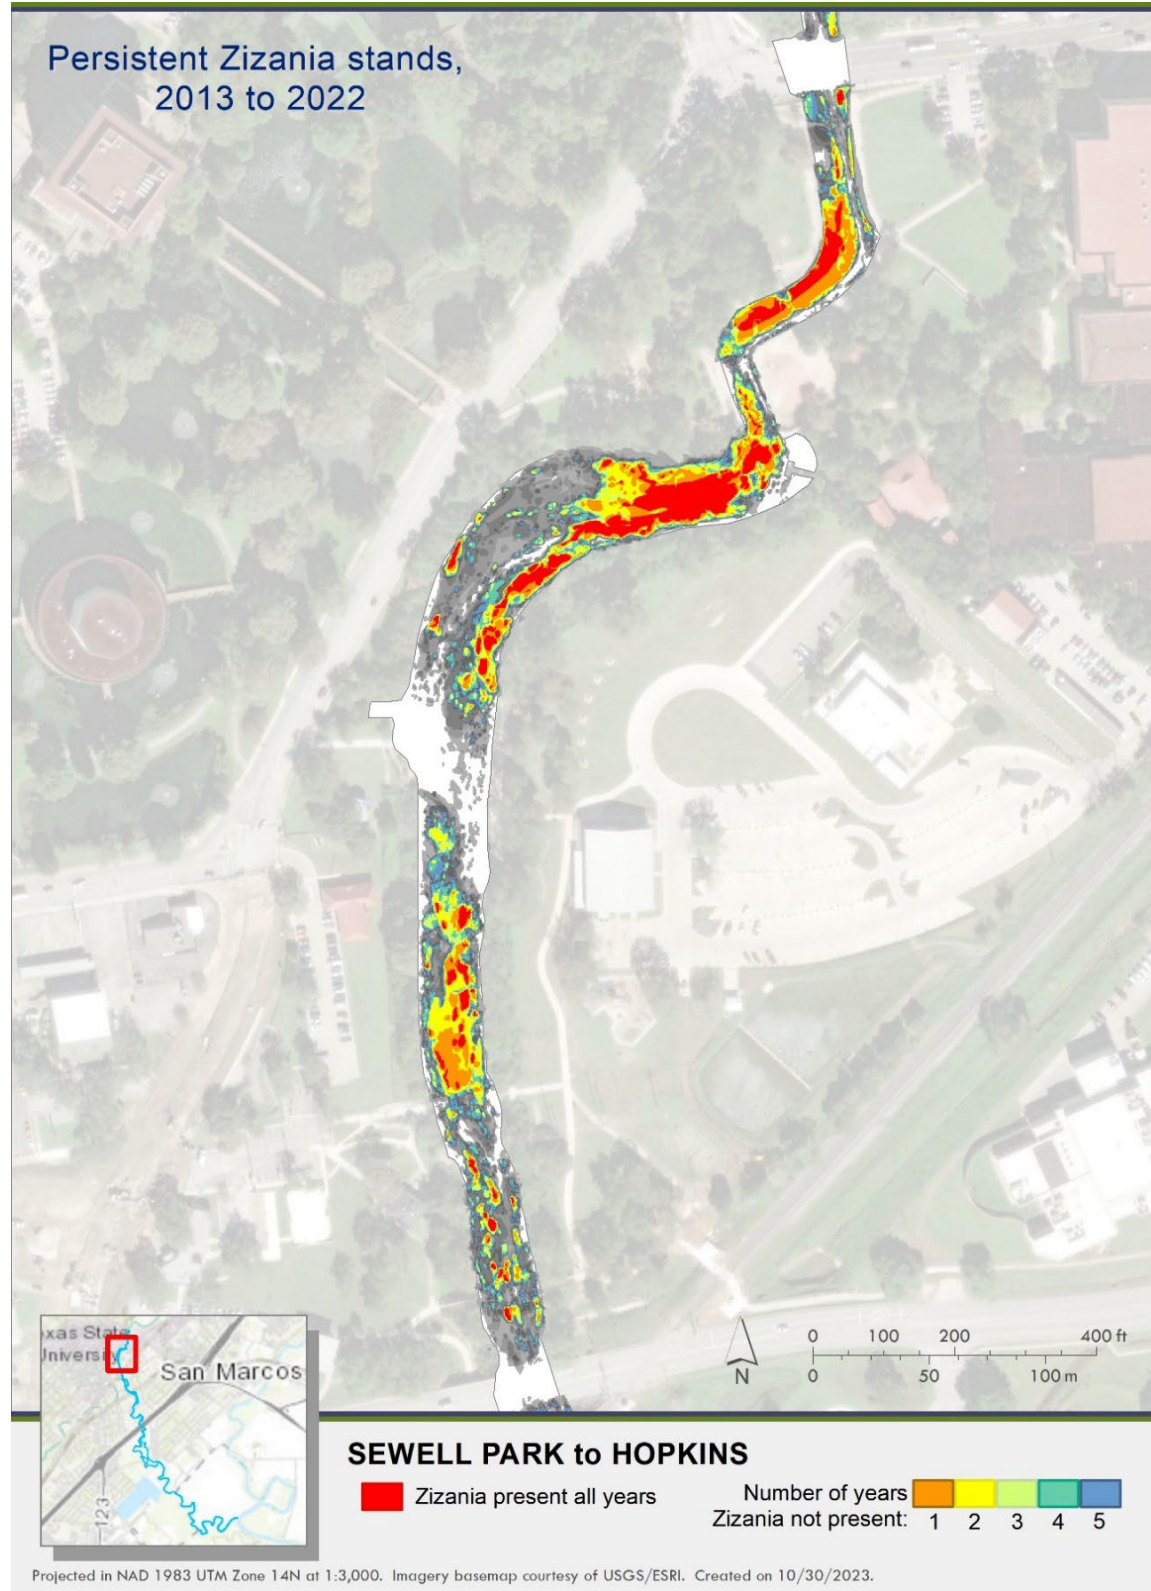 Persistent Zizania stands,
2013 to 2022
xas State
University
San Marcos
123
N
0 100 200 400 ft
0 50 100 m
SEWELL PARK to HOPKINS
Zizania present all years
Number of years
Zizania not present:
1 2 3 4 5
Projected in NAD 1983 UTM Zone 14N at 1:3,000. Imagery basemap courtesy of USGS/ESRI. Created on 10/30/2023.